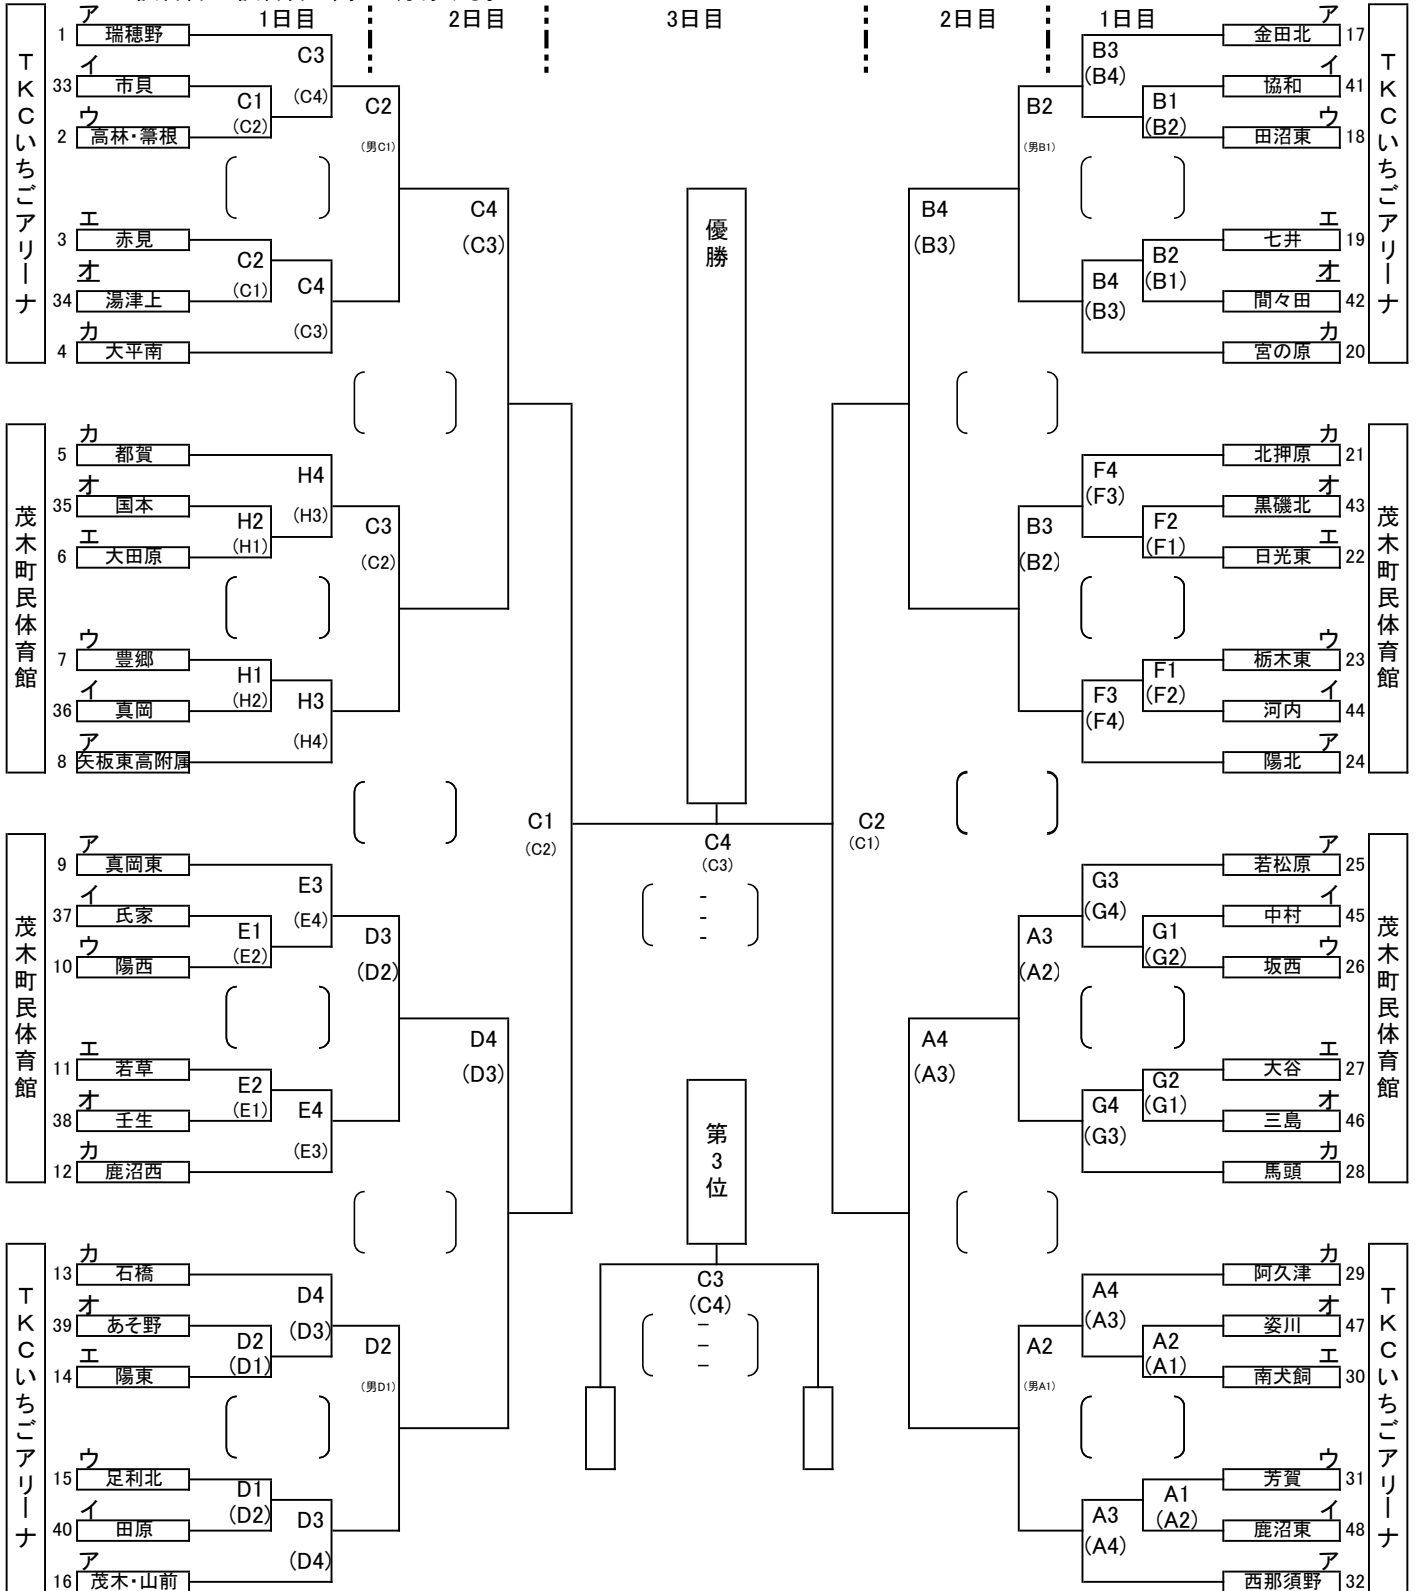 1日目
2日目
3日目
2日目
1日目
TKCいちごアリーナ
ア
1 瑞穂野
イ
33 市貝
ウ
2 高林・箒根
C3
(C4)
C1
(C2)
C2
(男C1)
エ
3 赤見
オ
34 湯津上
カ
4 大平南
C2
(C1)
C4
(C3)
C4
(C3)
茂木町民体育館
カ
5 都賀
オ
35 国本
エ
6 大田原
H4
(H3)
H2
(H1)
C3
(C2)
ウ
7 豊郷
イ
36 真岡
ア
8 矢板東高附属
H1
(H2)
H3
(H4)
C1
(C2)
茂木町民体育館
ア
9 真岡東
イ
37 氏家
ウ
10 陽西
E3
(E4)
E1
(E2)
D3
(D2)
エ
11 若草
オ
38 壬生
カ
12 鹿沼西
E2
(E1)
E4
(E3)
D4
(D3)
TKCいちごアリーナ
カ
13 石橋
オ
39 あそ野
エ
14 陽東
D4
(D3)
D2
(D1)
D2
(男D1)
ウ
15 足利北
イ
40 田原
ア
16 茂木・山前
D1
(D2)
D3
(D4)
優勝
C4
(C3)
-
-
-
第3位
C3
(C4)
-
-
-
TKCいちごアリーナ
ア
金田北 17
イ
協和 41
ウ
田沼東 18
B3
(B4)
B1
(B2)
B2
(男B1)
エ
七井 19
オ
間々田 42
カ
宮の原 20
B2
(B1)
B4
(B3)
B4
(B3)
茂木町民体育館
カ
北押原 21
オ
黒磯北 43
エ
日光東 22
F4
(F3)
F2
(F1)
B3
(B2)
ウ
栃木東 23
イ
河内 44
ア
陽北 24
F1
(F2)
F3
(F4)
C2
(C1)
茂木町民体育館
ア
若松原 25
イ
中村 45
ウ
坂西 26
G3
(G4)
G1
(G2)
A3
(A2)
エ
大谷 27
オ
三島 46
カ
馬頭 28
G2
(G1)
G4
(G3)
A4
(A3)
TKCいちごアリーナ
カ
阿久津 29
オ
姿川 47
エ
南犬飼 30
A4
(A3)
A2
(A1)
A2
(男A1)
ウ
芳賀 31
イ
鹿沼東 48
ア
西那須野 32
A1
(A2)
A3
(A4)